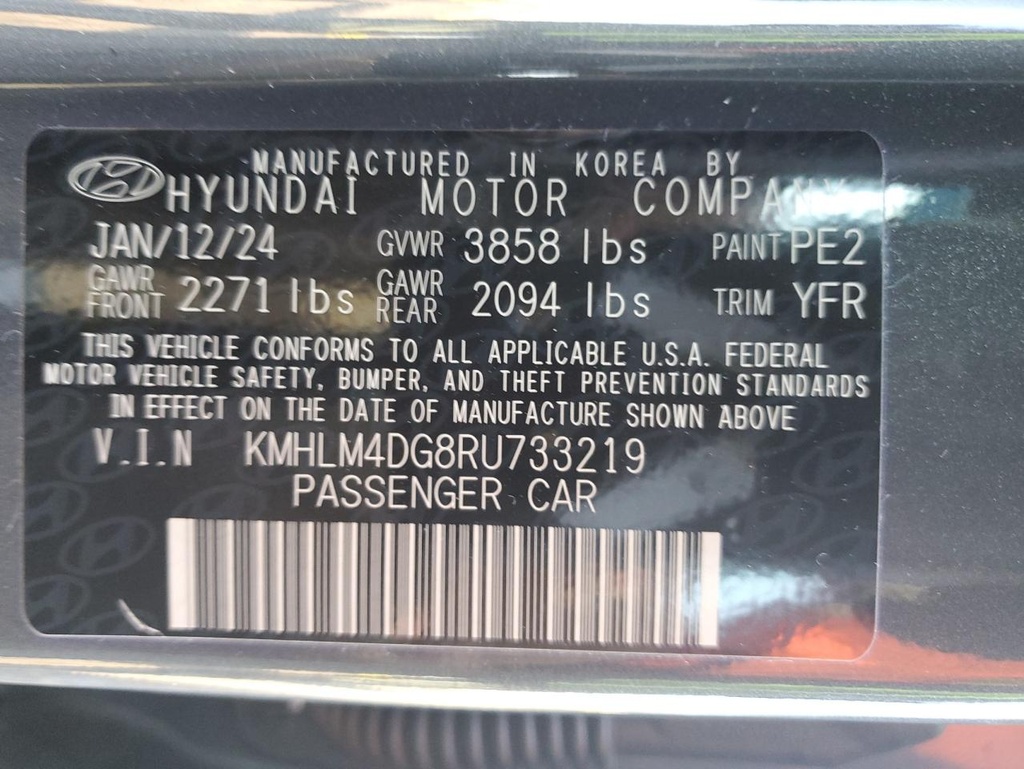 MANUFACTURED IN KOREA BY
HYUNDAI MOTOR COMPANY
JAN/12/24 GVWR 3858 lbs PAINT PE2
GAWR FRONT 2271 lbs GAWR REAR 2094 lbs TRIM YFR
THIS VEHICLE CONFORMS TO ALL APPLICABLE U.S.A. FEDERAL
MOTOR VEHICLE SAFETY, BUMPER, AND THEFT PREVENTION STANDARDS
IN EFFECT ON THE DATE OF MANUFACTURE SHOWN ABOVE
V.I.N KMHLM4DG8RU733219
PASSENGER CAR